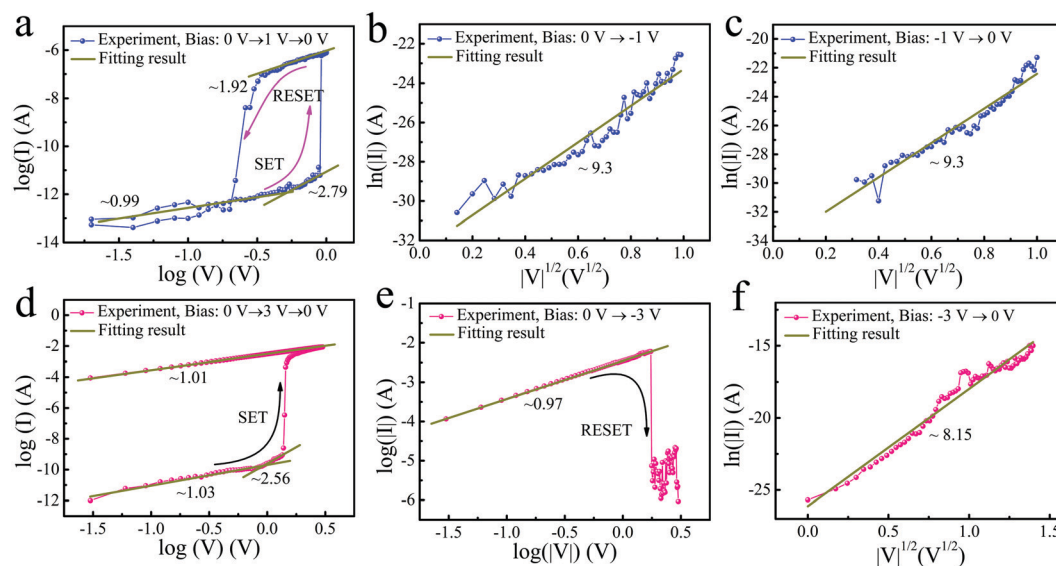 a
Experiment, Bias: 0 V→1 V→0 V
Fitting result
~1.92
RESET
SET
~0.99
~2.79
log(I) (A)
-6
-8
-10
-12
-14
-1.5 -1.0 -0.5 0.0
log (V) (V)
b
Experiment, Bias: 0 V→ -1 V
Fitting result
~ 9.3
ln(|I|) (A)
-22
-24
-26
-28
-30
-32
0.2 0.4 0.6 0.8 1.0
|V|^1/2(V^1/2)
c
Experiment, Bias: -1 V→ 0 V
Fitting result
~ 9.3
ln(|I|) (A)
-20
-22
-24
-26
-28
-30
-32
-34
0.0 0.2 0.4 0.6 0.8 1.0
|V|^1/2(V^1/2)
d
Experiment, Bias: 0 V→3 V→0 V
Fitting result
~1.01
SET
~1.03
~2.56
log (I) (A)
2
0
-2
-4
-6
-8
-10
-12
-1.5 -1.0 -0.5 0.0 0.5
log (V) (V)
e
Experiment, Bias: 0 V → -3 V
Fitting result
~0.97
RESET
log(|I|) (A)
-1
-2
-3
-4
-5
-6
-1.5 -1.0 -0.5 0.0 0.5
log(|V|) (V)
f
Experiment, Bias: -3 V→ 0 V
Fitting result
~ 8.15
ln(|I|) (A)
-15
-20
-25
0.0 0.5 1.0 1.5
|V|^1/2(V^1/2)